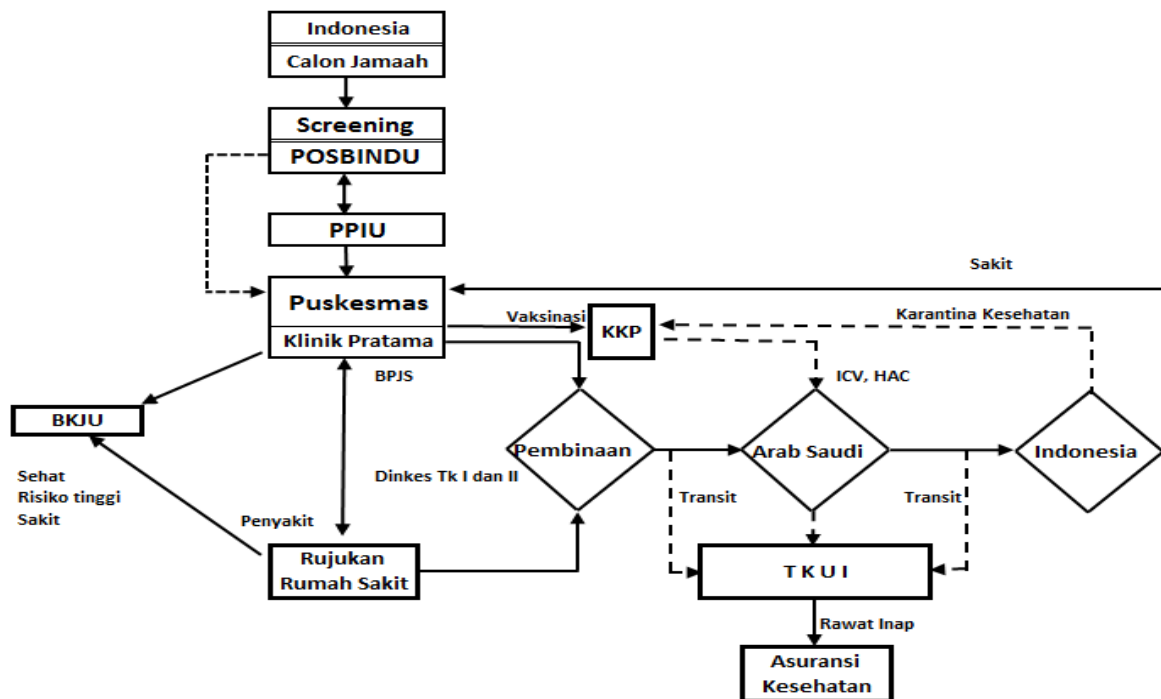 Indonesia
Calon Jamaah
Screening
POSBINDU
PPIU
Sakit
Puskesmas
Klinik Pratama
Vaksinasi
KKP
Karantina Kesehatan
BPJS
ICV, HAC
BKJU
Pembinaan
Arab Saudi
Indonesia
Sehat
Risiko tinggi
Sakit
Dinkes Tk I dan II
Transit
Transit
Penyakit
Rujukan
Rumah Sakit
T K U I
Rawat Inap
Asuransi
Kesehatan